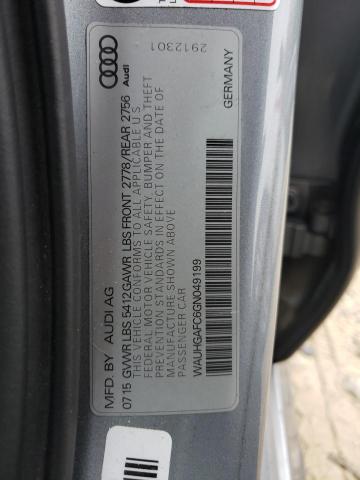 MFD BY AUDI AG
07 15 GVWR LBS 5412 GAWR LBS FRONT 2778/REAR 2756
THIS VEHICLE CONFORMS TO ALL APPLICABLE U S
FEDERAL MOTOR VEHICLE SAFETY, BUMPER AND THEFT
PREVENTION STANDARDS IN EFFECT ON THE DATE OF
MANUFACTURE SHOWN ABOVE
PASSENGER CAR
WAUHGAFC6GN049199
Audi
2912301
GERMANY